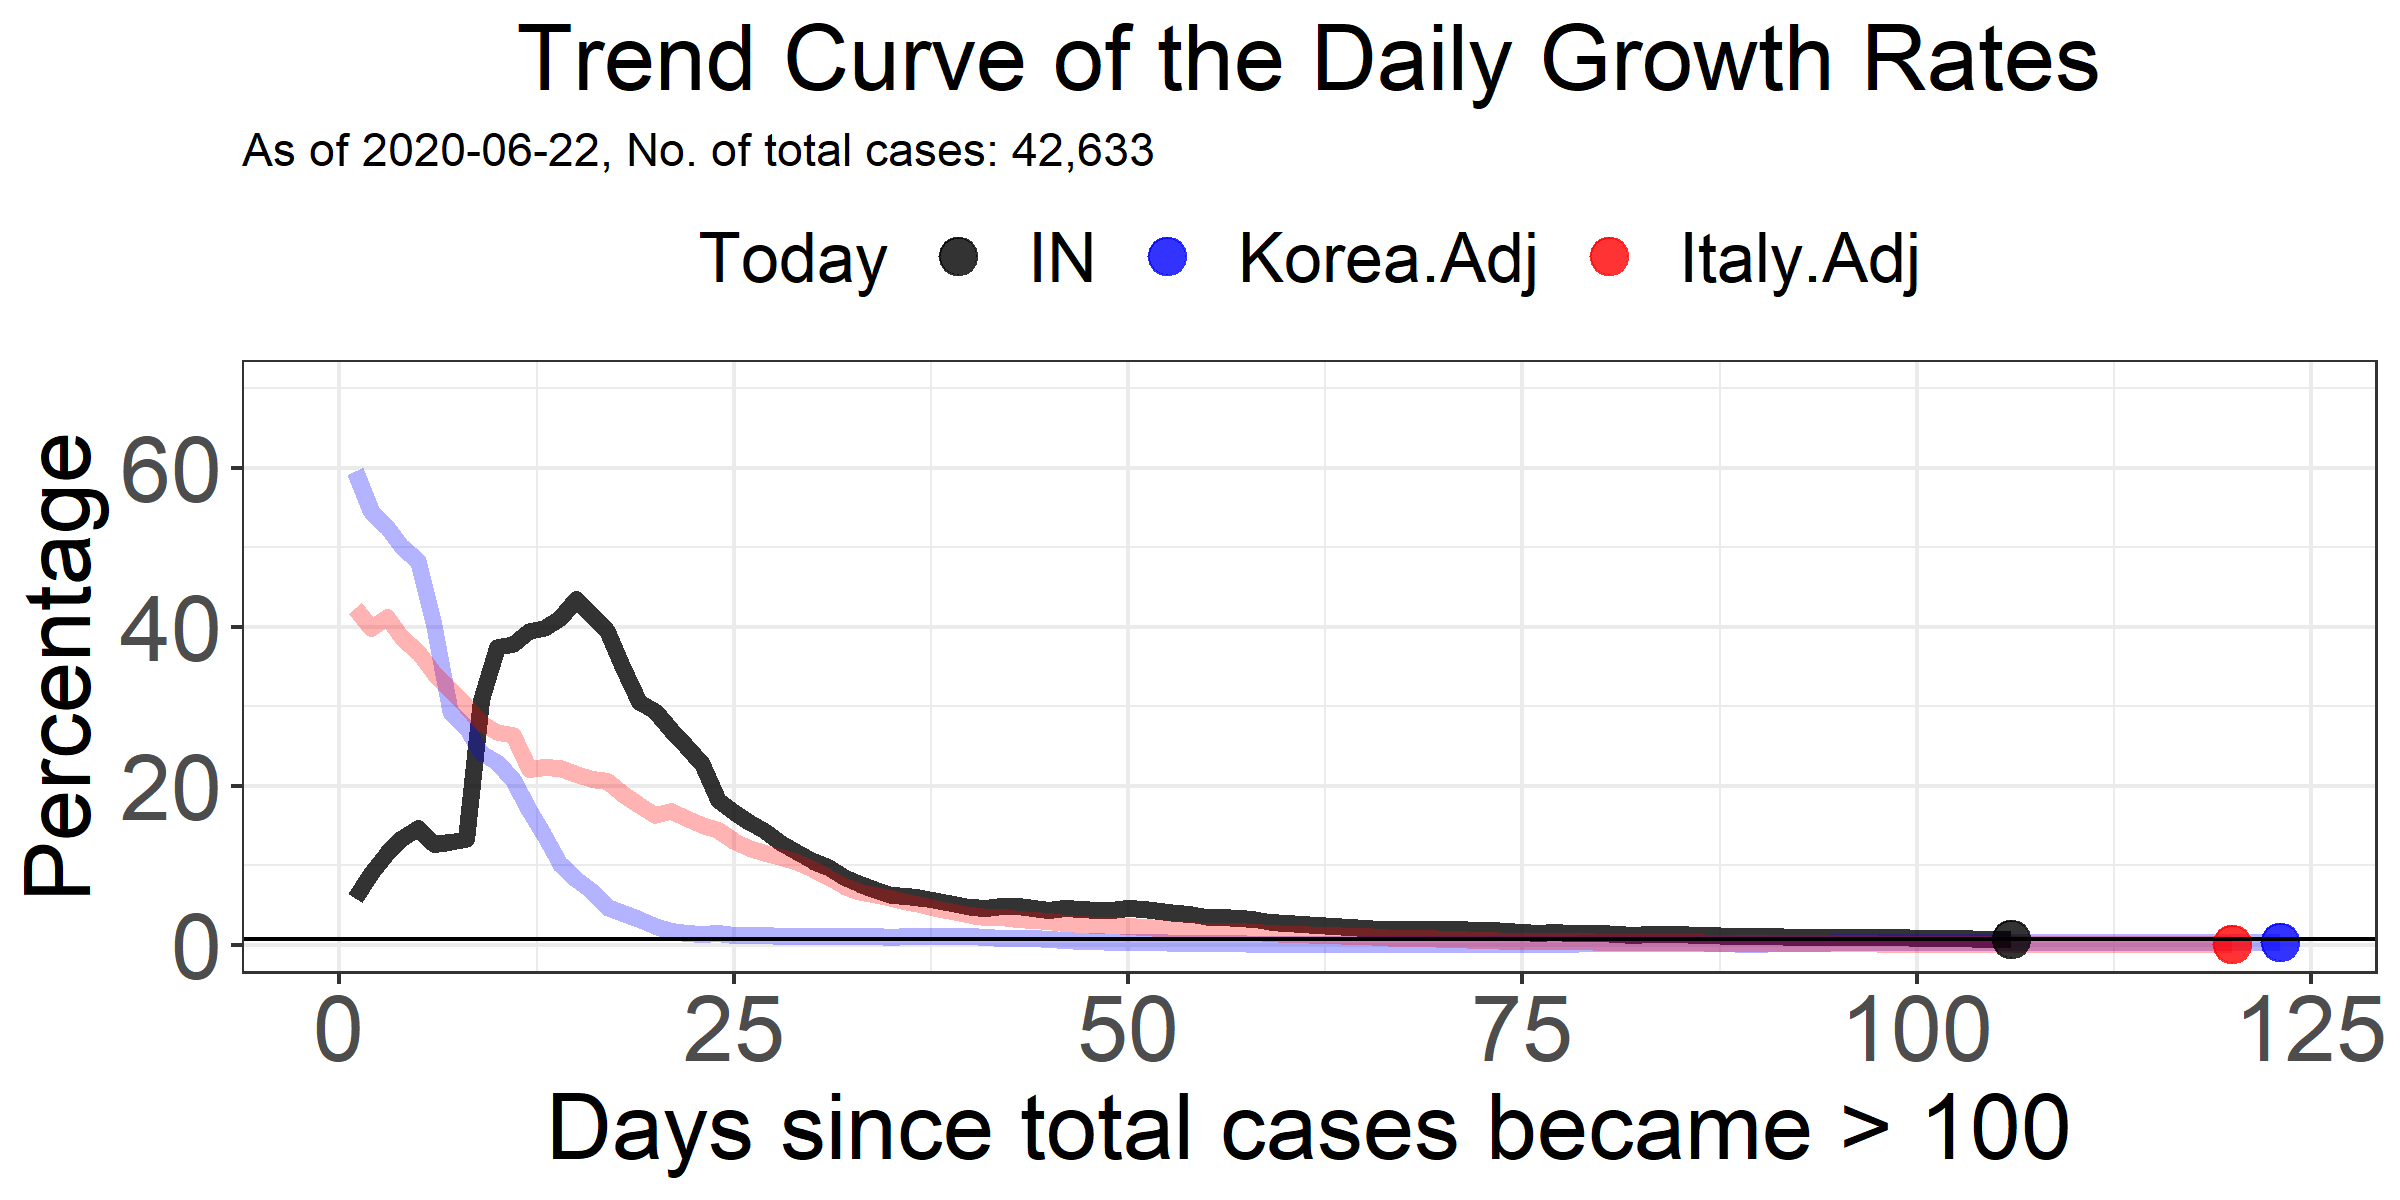 Trend Curve of the Daily Growth Rates
As of 2020-06-22, No. of total cases: 42,633
Today IN Korea.Adj Italy.Adj
Percentage
60
40
20
0
0 25 50 75 100 125
Days since total cases became > 100